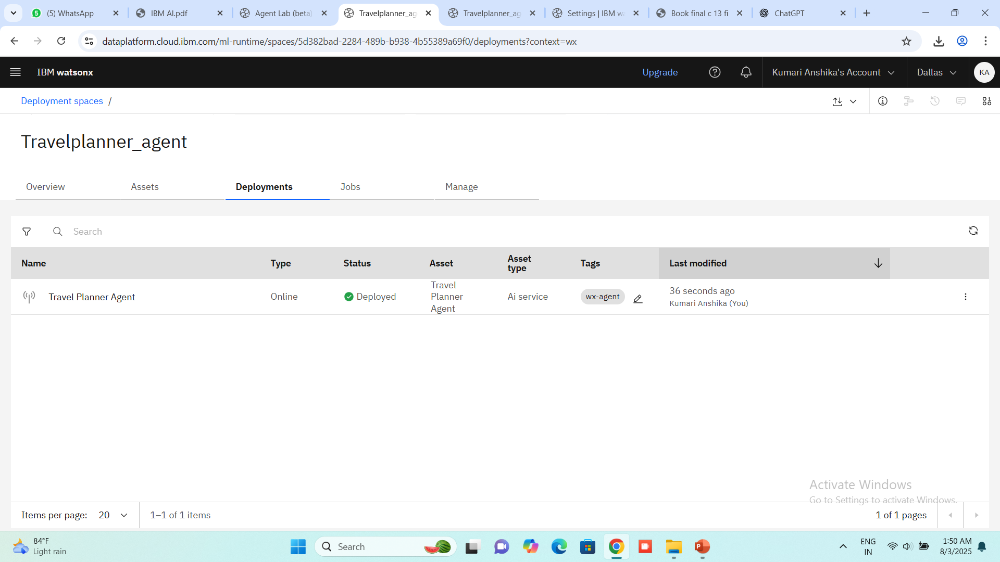 5 (5) WhatsApp
IBM AI.pdf
Agent Lab (beta)
Travelplanner_ag
Travelplanner_ag
Settings | IBM wa
Book final c 13 fi
ChatGPT
dataplatform.cloud.ibm.com/ml-runtime/spaces/5d382bad-2284-489b-b938-4b55389a69f0/deployments?context=wx
IBM watsonx
Upgrade
Kumari Anshika's Account
Dallas
KA
Deployment spaces /
Travelplanner_agent
Overview
Assets
Deployments
Jobs
Manage
Search
Name
Type
Status
Asset
Asset
type
Tags
Last modified
Travel Planner Agent
Online
Deployed
Travel
Planner
Agent
Ai service
wx-agent
36 seconds ago
Kumari Anshika (You)
Activate Windows
Go to Settings to activate Windows.
Items per page: 20
1–1 of 1 items
1 of 1 pages
84°F
Light rain
Search
ENG
IN
1:50 AM
8/3/2025